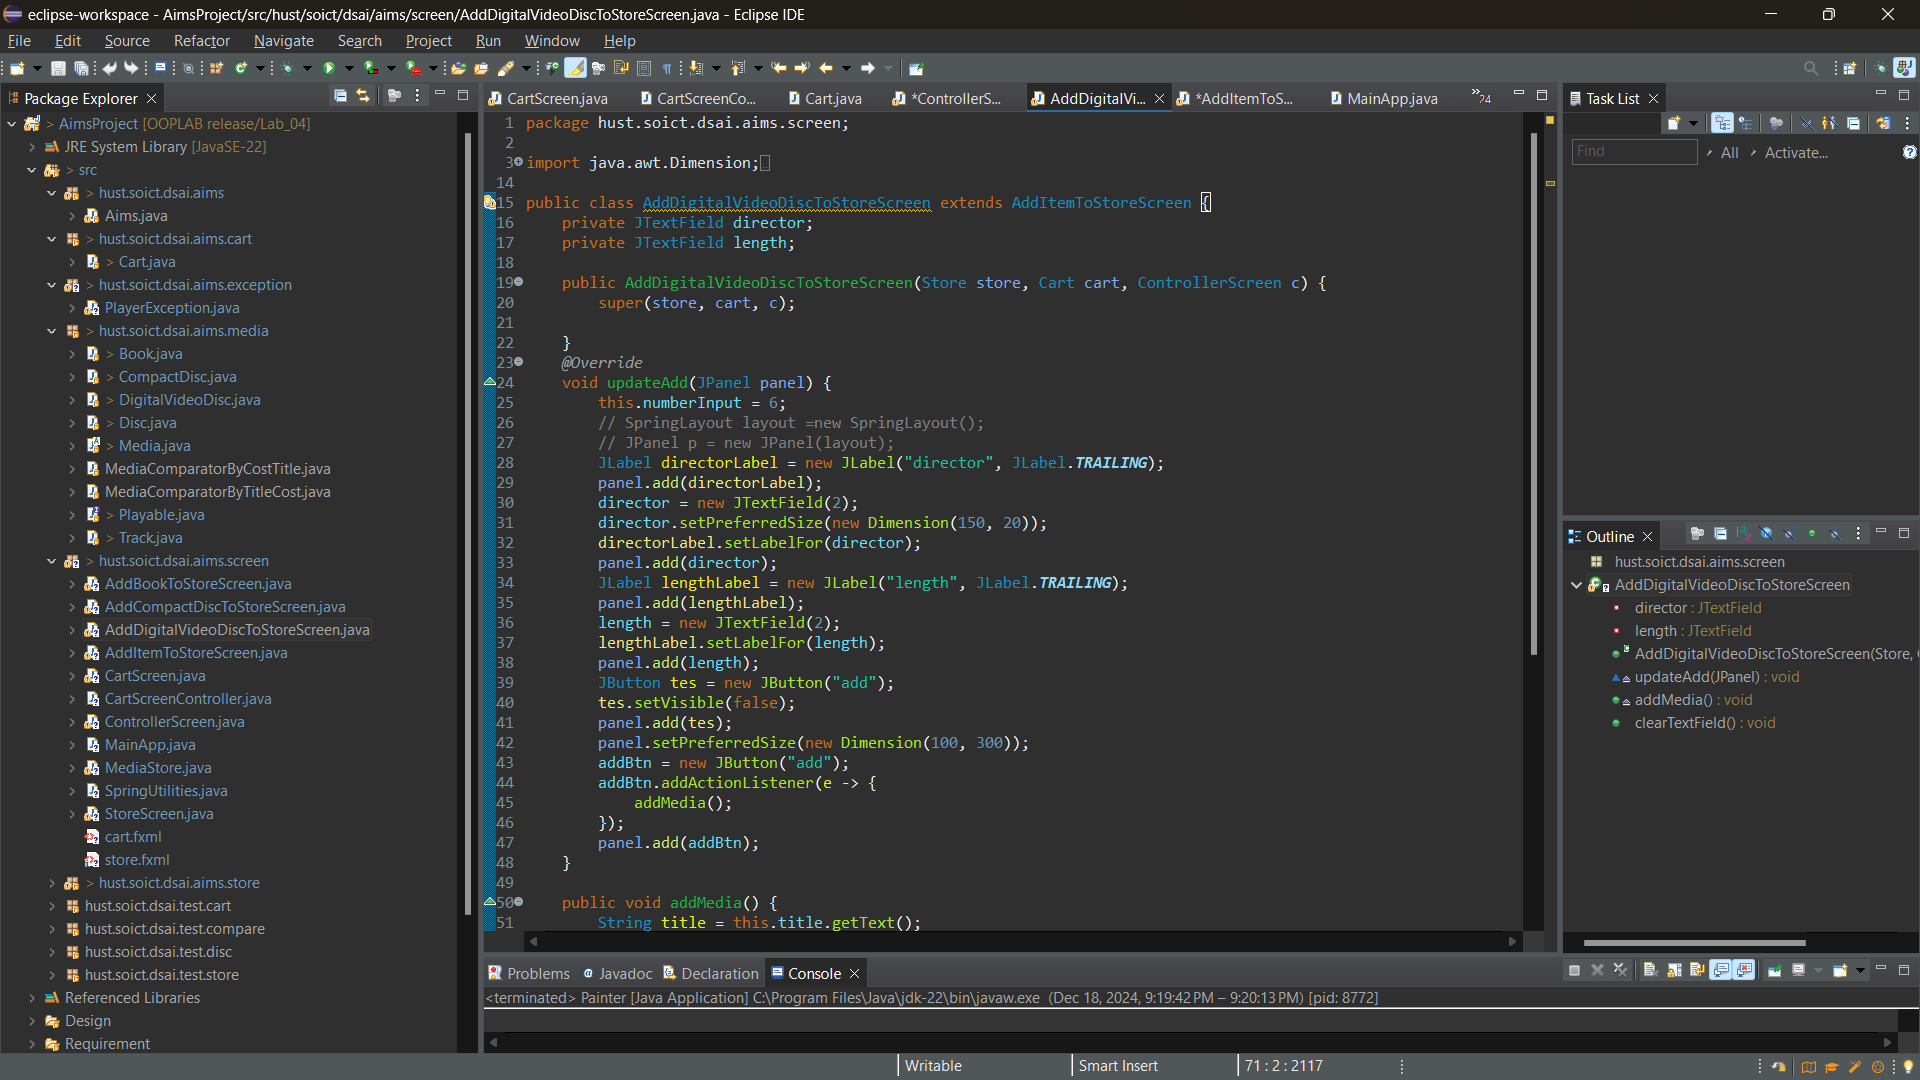 eclipse-workspace - AimsProject/src/hust/soict/dsai/aims/screen/AddDigitalVideoDiscToStoreScreen.java - Eclipse IDE
File Edit Source Refactor Navigate Search Project Run Window Help
Package Explorer
> AimsProject [OOPLAB release/Lab_04]
JRE System Library [JavaSE-22]
> src
> hust.soict.dsai.aims
Aims.java
> hust.soict.dsai.aims.cart
> Cart.java
> hust.soict.dsai.aims.exception
PlayerException.java
> hust.soict.dsai.aims.media
> Book.java
> CompactDisc.java
> DigitalVideoDisc.java
> Disc.java
> Media.java
MediaComparatorByCostTitle.java
MediaComparatorByTitleCost.java
> Playable.java
> Track.java
> hust.soict.dsai.aims.screen
AddBookToStoreScreen.java
AddCompactDiscToStoreScreen.java
AddDigitalVideoDiscToStoreScreen.java
AddItemToStoreScreen.java
CartScreen.java
CartScreenController.java
ControllerScreen.java
MainApp.java
MediaStore.java
SpringUtilities.java
StoreScreen.java
cart.fxml
store.fxml
> hust.soict.dsai.aims.store
hust.soict.dsai.test.cart
hust.soict.dsai.test.compare
hust.soict.dsai.test.disc
hust.soict.dsai.test.store
Referenced Libraries
Design
Requirement
CartScreen.java CartScreenCo... Cart.java *ControllerS... AddDigitalVi... *AddItemToS... MainApp.java 24
1 package hust.soict.dsai.aims.screen;
2
3 import java.awt.Dimension;
14
15 public class AddDigitalVideoDiscToStoreScreen extends AddItemToStoreScreen {
16 private JTextField director;
17 private JTextField length;
18
19 public AddDigitalVideoDiscToStoreScreen(Store store, Cart cart, ControllerScreen c) {
20 super(store, cart, c);
21
22 }
23 @Override
24 void updateAdd(JPanel panel) {
25 this.numberInput = 6;
26 // SpringLayout layout =new SpringLayout();
27 // JPanel p = new JPanel(layout);
28 JLabel directorLabel = new JLabel("director", JLabel.TRAILING);
29 panel.add(directorLabel);
30 director = new JTextField(2);
31 director.setPreferredSize(new Dimension(150, 20));
32 directorLabel.setLabelFor(director);
33 panel.add(director);
34 JLabel lengthLabel = new JLabel("length", JLabel.TRAILING);
35 panel.add(lengthLabel);
36 length = new JTextField(2);
37 lengthLabel.setLabelFor(length);
38 panel.add(length);
39 JButton tes = new JButton("add");
40 tes.setVisible(false);
41 panel.add(tes);
42 panel.setPreferredSize(new Dimension(100, 300));
43 addBtn = new JButton("add");
44 addBtn.addActionListener(e -> {
45 addMedia();
46 });
47 panel.add(addBtn);
48 }
49
50 public void addMedia() {
51 String title = this.title.getText();
Problems Javadoc Declaration Console
<terminated> Painter [Java Application] C:\Program Files\Java\jdk-22\bin\javaw.exe (Dec 18, 2024, 9:19:42 PM – 9:20:13 PM) [pid: 8772]
Task List
Find All Activate...
Outline
hust.soict.dsai.aims.screen
AddDigitalVideoDiscToStoreScreen
director : JTextField
length : JTextField
AddDigitalVideoDiscToStoreScreen(Store,
updateAdd(JPanel) : void
addMedia() : void
clearTextField() : void
Writable Smart Insert 71 : 2 : 2117